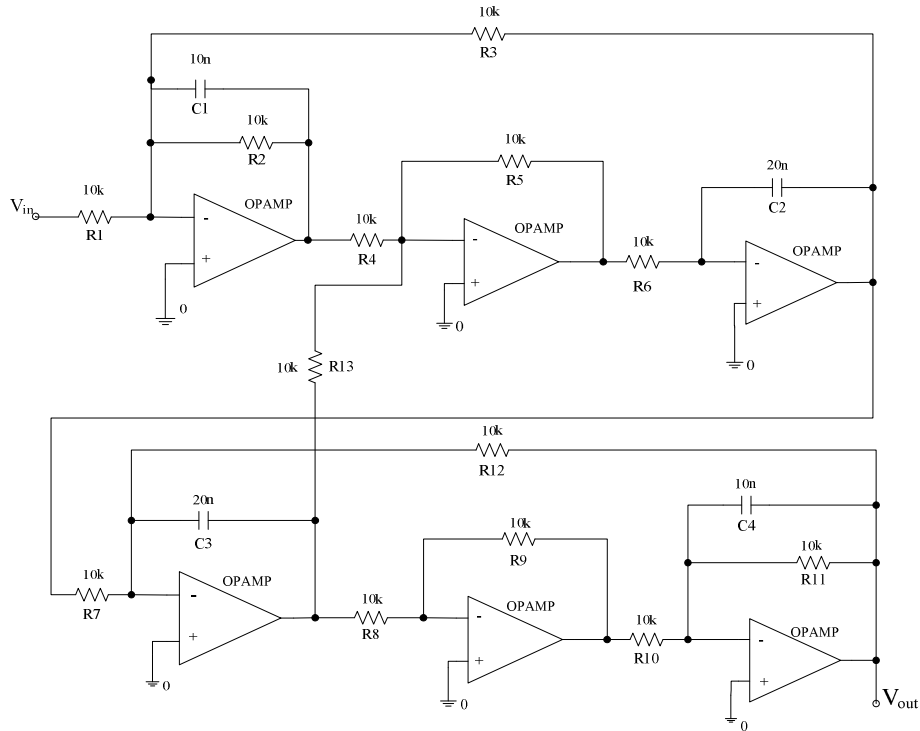 10k
R3
10n
C1
10k
R2
10k
R5
20n
C2
V_in
10k
R1
OPAMP
-
+
0
10k
R4
OPAMP
-
+
0
10k
R6
OPAMP
-
+
0
10k
R13
10k
R12
20n
C3
10k
R9
10n
C4
10k
R11
10k
R7
OPAMP
-
+
0
10k
R8
OPAMP
-
+
0
10k
R10
OPAMP
-
+
0
V_out